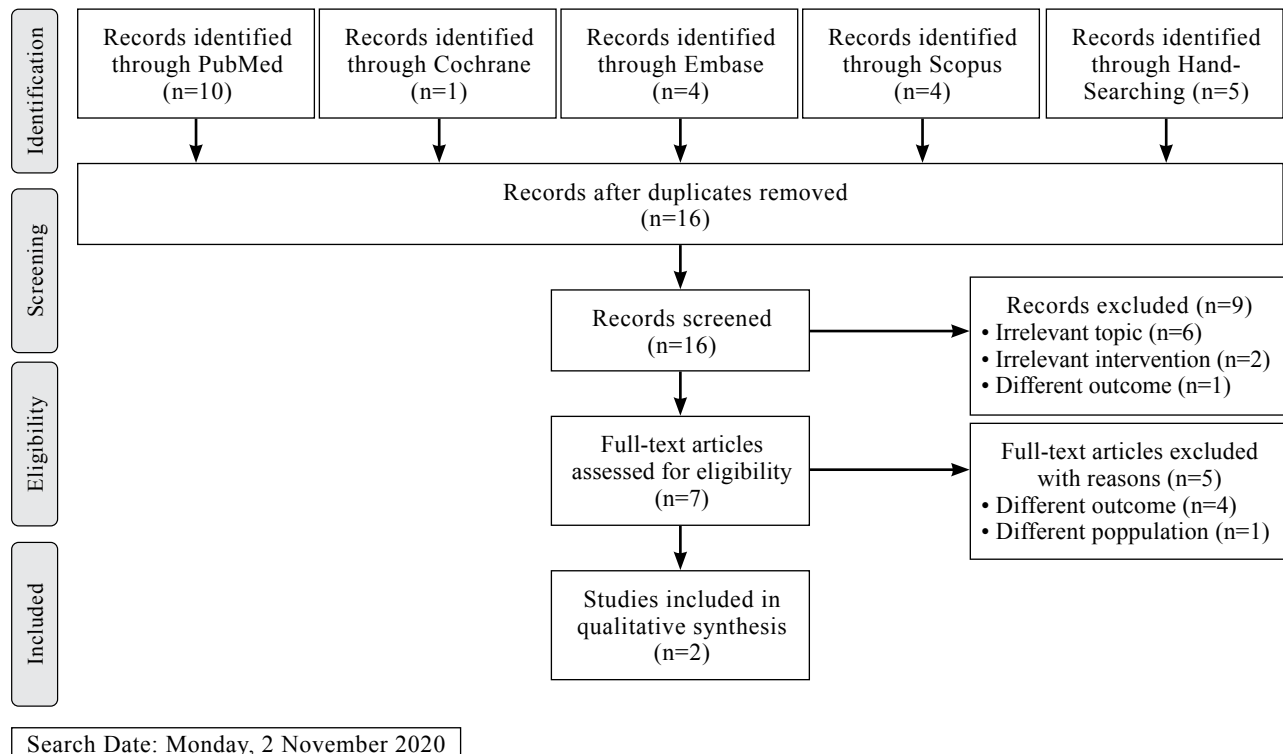 Identification
Records identified
through PubMed
(n=10)
Records identified
through Cochrane
(n=1)
Records identified
through Embase
(n=4)
Records identified
through Scopus
(n=4)
Records identified
through Hand-
Searching (n=5)
Screening
Records after duplicates removed
(n=16)
Records screened
(n=16)
Records excluded (n=9)
• Irrelevant topic (n=6)
• Irrelevant intervention (n=2)
• Different outcome (n=1)
Eligibility
Full-text articles
assessed for eligibility
(n=7)
Full-text articles excluded
with reasons (n=5)
• Different outcome (n=4)
• Different poppulation (n=1)
Included
Studies included in
qualitative synthesis
(n=2)
Search Date: Monday, 2 November 2020